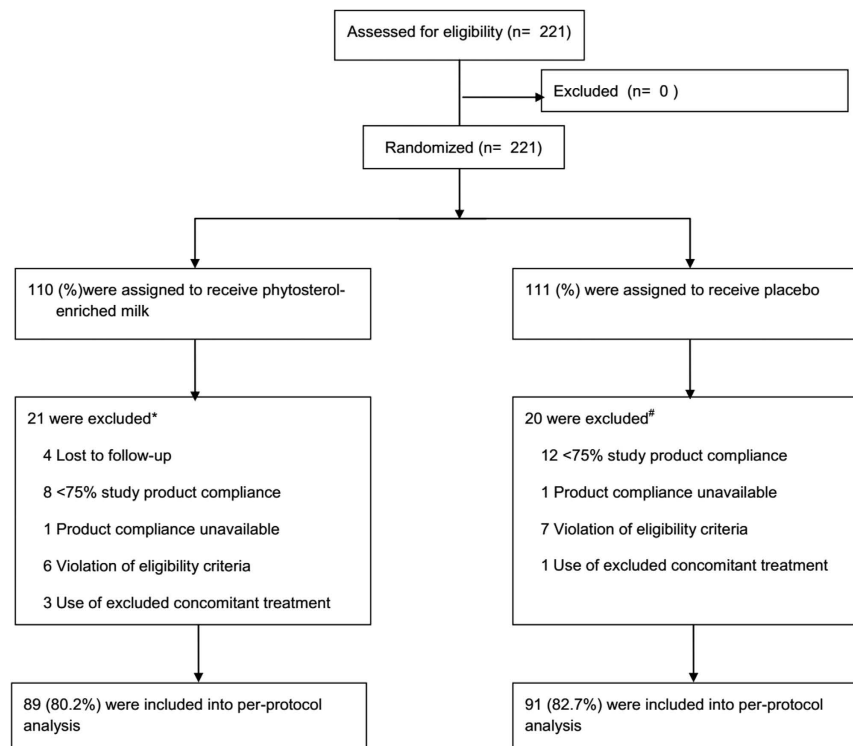 Assessed for eligibility (n= 221)
Excluded (n= 0 )
Randomized (n= 221)
110 (%)were assigned to receive phytosterol-
enriched milk
111 (%) were assigned to receive placebo
21 were excluded*
4 Lost to follow-up
8 <75% study product compliance
1 Product compliance unavailable
6 Violation of eligibility criteria
3 Use of excluded concomitant treatment
20 were excluded#
12 <75% study product compliance
1 Product compliance unavailable
7 Violation of eligibility criteria
1 Use of excluded concomitant treatment
89 (80.2%) were included into per-protocol
analysis
91 (82.7%) were included into per-protocol
analysis